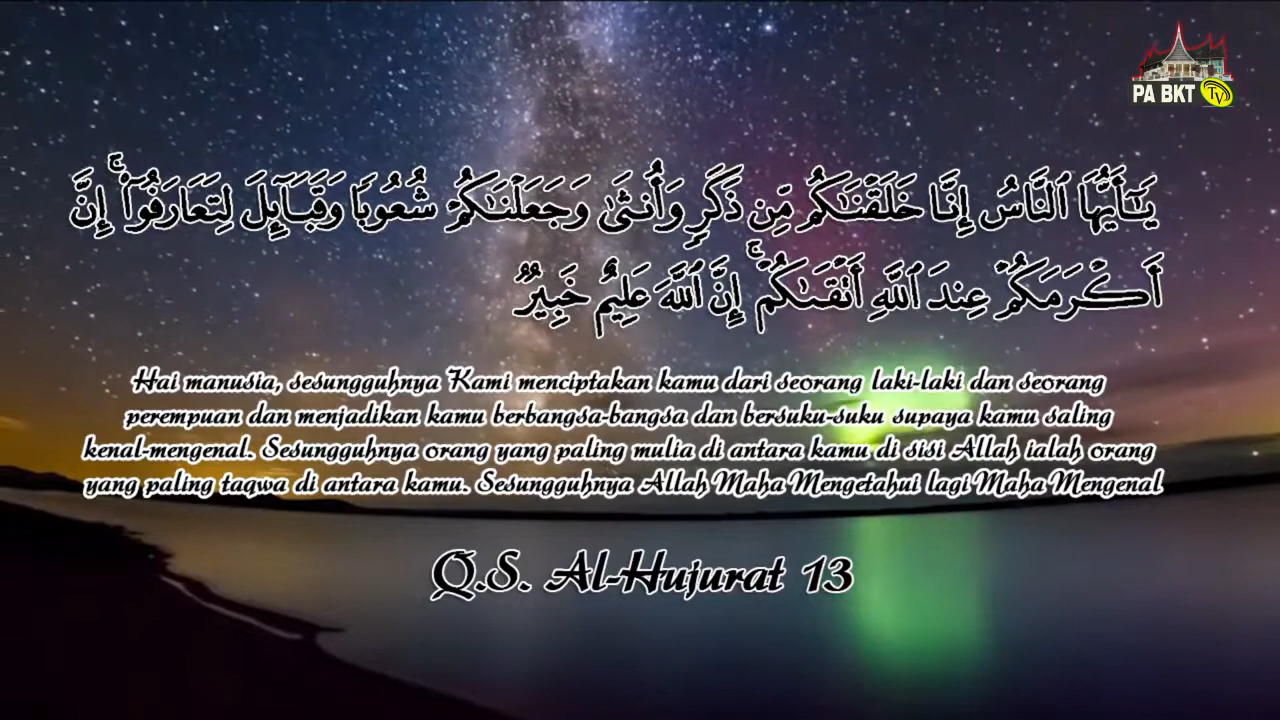 PA BKT TV
يَـٰٓأَيُّهَا ٱلنَّاسُ إِنَّا خَلَقْنَـٰكُم مِّن ذَكَرٍ وَأُنثَىٰ وَجَعَلْنَـٰكُمْ شُعُوبًا وَقَبَآئِلَ لِتَعَارَفُوٓا۟ ۚ إِنَّ
أَكْرَمَكُمْ عِندَ ٱللَّهِ أَتْقَىٰكُمْ ۚ إِنَّ ٱللَّهَ عَلِيمٌ خَبِيرٌ
Hai manusia, sesungguhnya Kami menciptakan kamu dari seorang laki-laki dan seorang
perempuan dan menjadikan kamu berbangsa-bangsa dan bersuku-suku supaya kamu saling
kenal-mengenal. Sesungguhnya orang yang paling mulia di antara kamu di sisi Allah ialah orang
yang paling taqwa di antara kamu. Sesungguhnya Allah Maha Mengetahui lagi Maha Mengenal
Q.S. Al-Hujurat 13